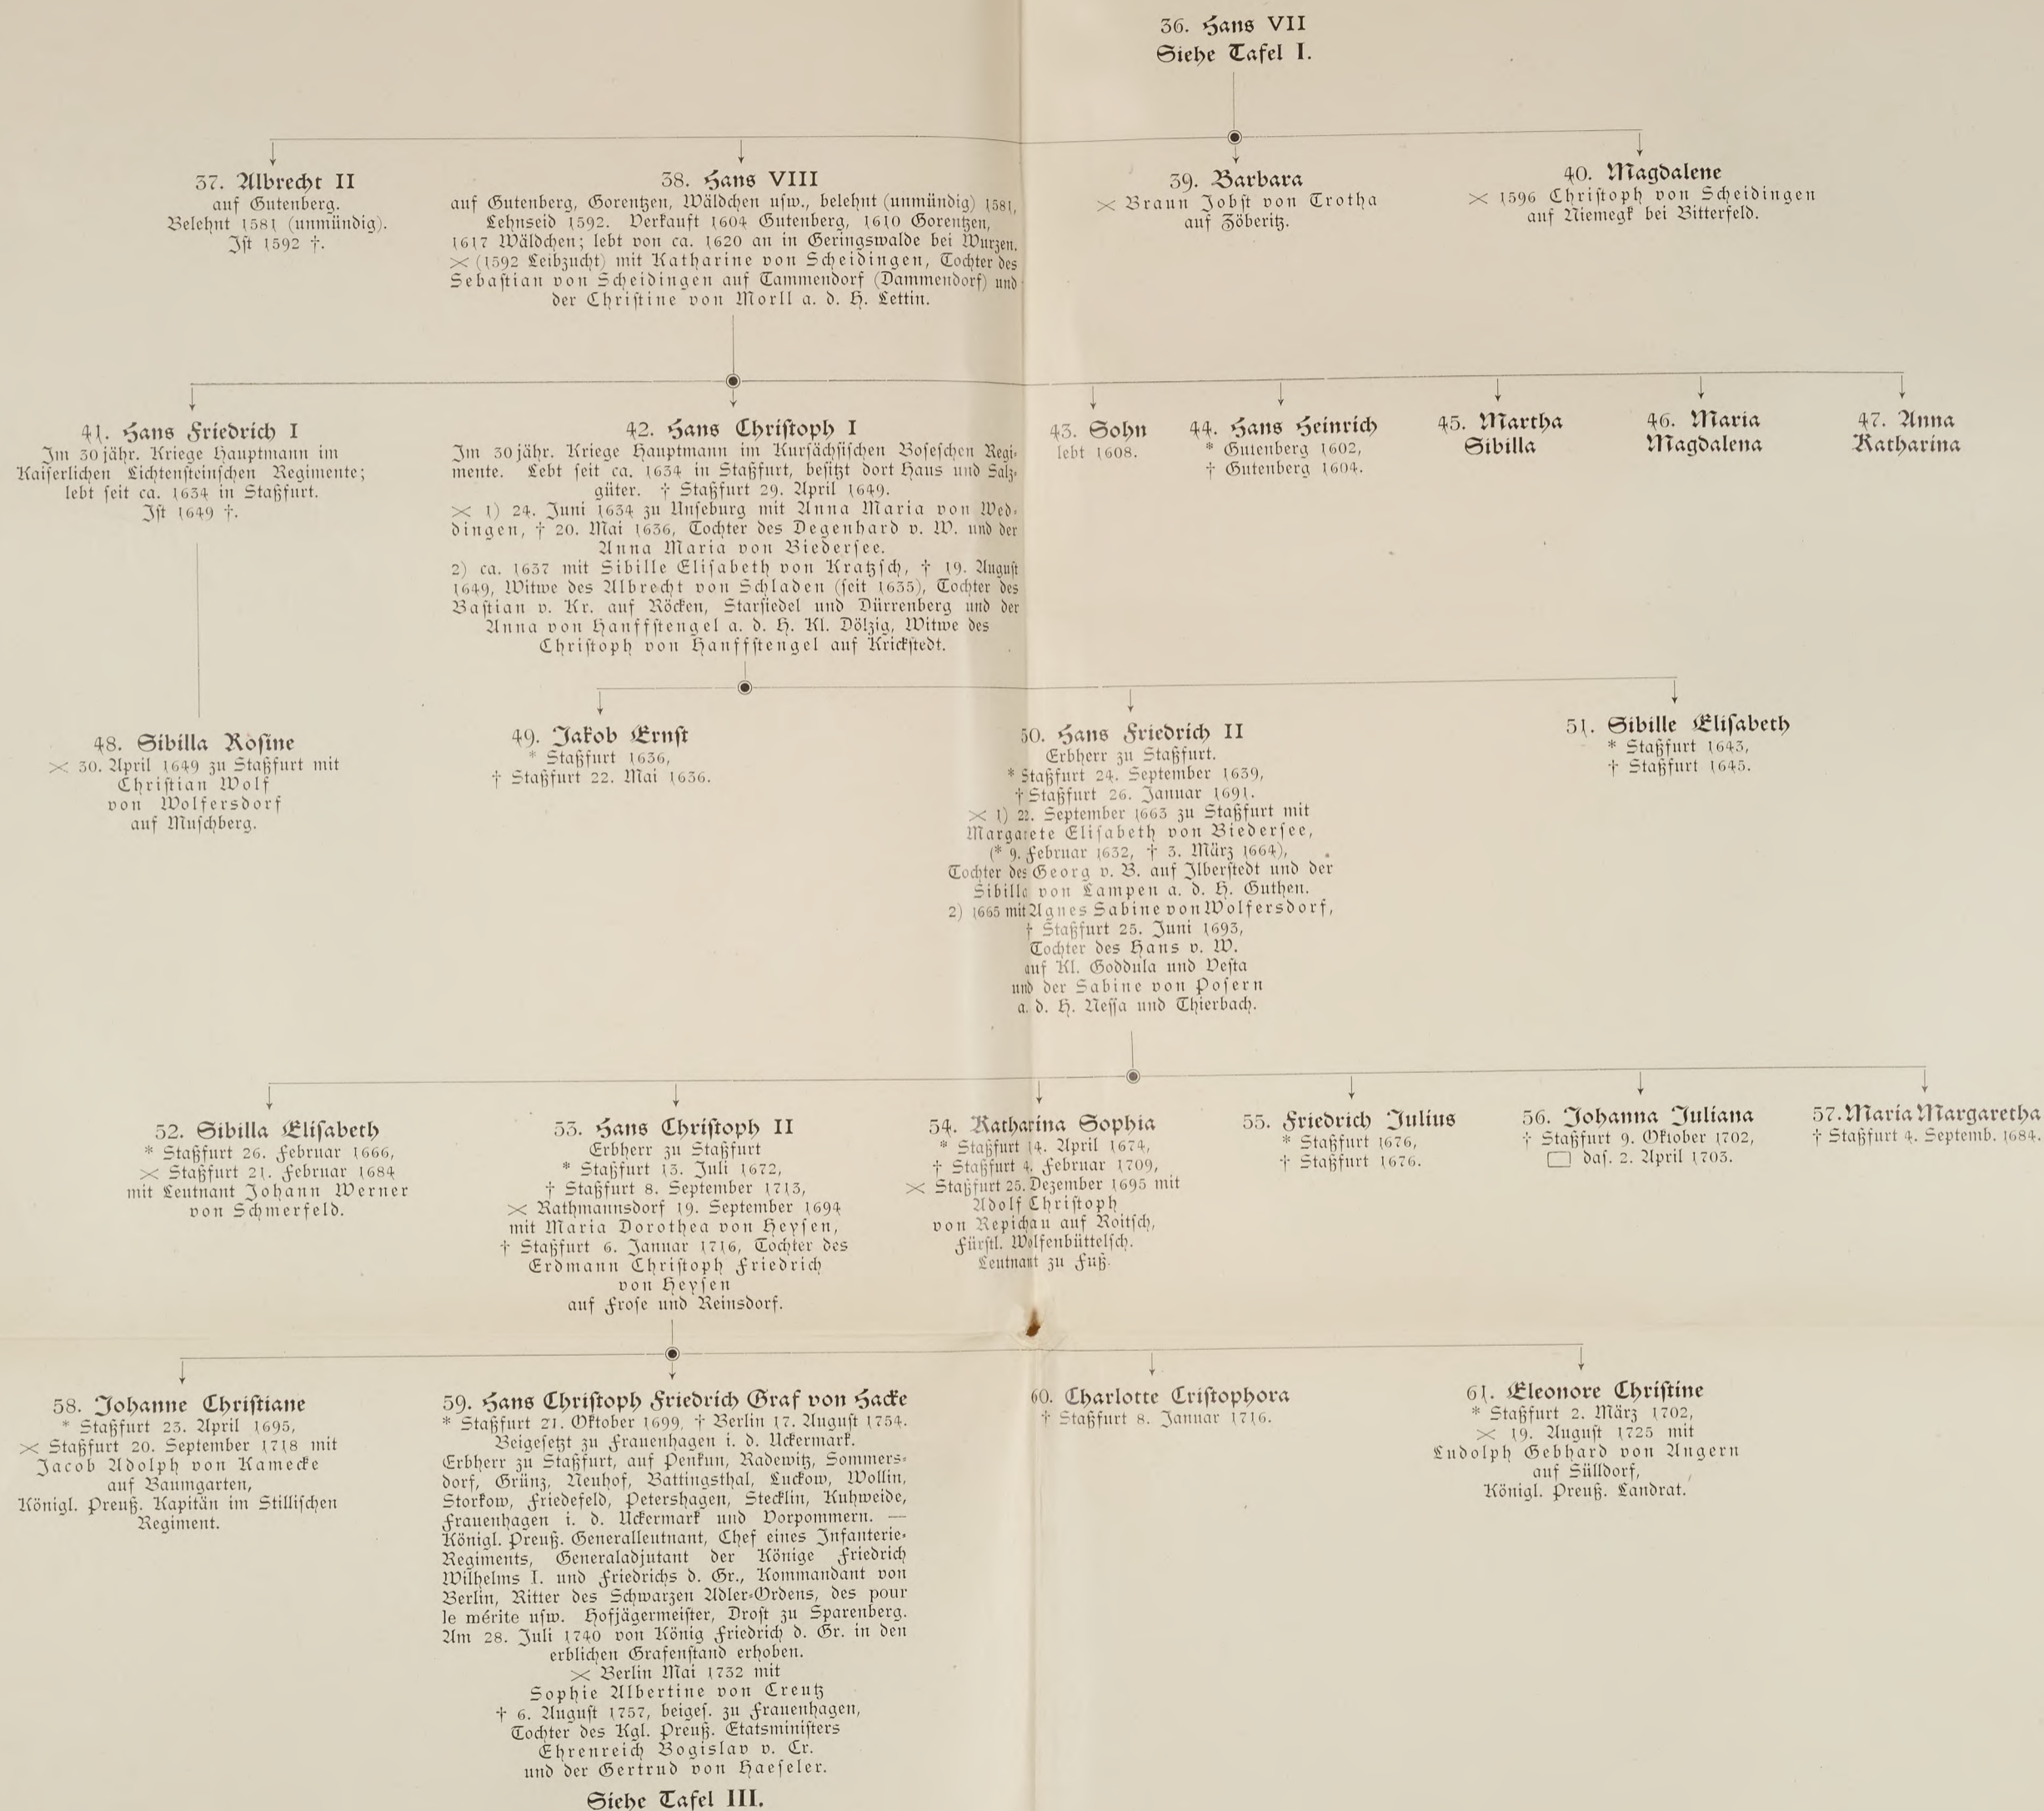 36. Hans VII
Siehe Tafel I.
37. Albrecht II
auf Gutenberg.
Belehnt 1581 (unmündig).
Ist 1592 †.
38. Hans VIII
auf Gutenberg, Gorentzen, Wäldchen usw., belehnt (unmündig) 1581,
Lehnseid 1592. Verkauft 1604 Gutenberg, 1610 Gorentzen,
1617 Wäldchen; lebt von ca. 1620 an in Geringswalde bei Wurzen.
⚔ (1592 Leibzucht) mit Katharine von Scheidingen, Tochter des
Sebastian von Scheidingen auf Tammendorf (Dammendorf) und
der Christine von Morll a. d. H. Lettin.
39. Barbara
⚔ Braun Jobst von Trotha
auf Zöberitz.
40. Magdalene
⚔ 1596 Christoph von Scheidingen
auf Niemegk bei Bitterfeld.
41. Hans Friedrich I
Im 30jähr. Kriege Hauptmann im
Kaiserlichen Lichtensteinschen Regimente;
lebt seit ca. 1634 in Staßfurt.
Ist 1649 †.
42. Hans Christoph I
Im 30jähr. Kriege Hauptmann im Kursächsischen Boseschen Regi-
mente. Lebt seit ca. 1634 in Staßfurt, besitzt dort Haus und Salz-
güter. † Staßfurt 29. April 1649.
⚔ 1) 24. Juni 1634 zu Unseburg mit Anna Maria von Wed-
dingen, † 20. Mai 1636, Tochter des Degenhard v. W. und der
Anna Maria von Biedersee.
2) ca. 1637 mit Sibille Elisabeth von Kratzsch, † 19. August
1649, Witwe des Albrecht von Schladen (seit 1635), Tochter des
Bastian v. Kr. auf Röcken, Starsiedel und Dürrenberg und der
Anna von Hanffstengel a. d. H. Kl. Dölzig, Witwe des
Christoph von Hanffstengel auf Krickstedt.
43. Sohn
lebt 1608.
44. Hans Heinrich
* Gutenberg 1602,
† Gutenberg 1604.
45. Martha
Sibilla
46. Maria
Magdalena
47. Anna
Katharina
48. Sibilla Rosine
⚔ 30. April 1649 zu Staßfurt mit
Christian Wolf
von Wolfersdorf
auf Muschberg.
49. Jakob Ernst
* Staßfurt 1636,
† Staßfurt 22. Mai 1636.
50. Hans Friedrich II
Erbherr zu Staßfurt.
* Staßfurt 24. September 1639,
† Staßfurt 26. Januar 1691.
⚔ 1) 22. September 1663 zu Staßfurt mit
Margarete Elisabeth von Biedersee,
(* 9. Februar 1632, † 3. März 1664),
Tochter des Georg v. B. auf Ilberstedt und der
Sibilla von Lampen a. d. H. Guthen.
2) 1665 mit Agnes Sabine von Wolfersdorf,
† Staßfurt 25. Juni 1693,
Tochter des Hans v. W.
auf Kl. Goddula und Vesta
und der Sabine von Posern
a. d. H. Nessa und Thierbach.
51. Sibille Elisabeth
* Staßfurt 1643,
† Staßfurt 1645.
52. Sibilla Elisabeth
* Staßfurt 26. Februar 1666,
⚔ Staßfurt 21. Februar 1684
mit Leutnant Johann Werner
von Schmerfeld.
53. Hans Christoph II
Erbherr zu Staßfurt
* Staßfurt 13. Juli 1672,
† Staßfurt 8. September 1713,
⚔ Rathmannsdorf 19. September 1694
mit Maria Dorothea von Heysen,
† Staßfurt 6. Januar 1716, Tochter des
Erdmann Christoph Friedrich
von Heysen
auf Frose und Reinsdorf.
54. Katharina Sophia
* Staßfurt 14. April 1674,
† Staßfurt 4. Februar 1709,
⚔ Staßfurt 25. Dezember 1695 mit
Adolf Christoph
von Repichau auf Roitsch,
Fürstl. Wolfenbüttelsch.
Leutnant zu Fuß.
55. Friedrich Julius
* Staßfurt 1676,
† Staßfurt 1676.
56. Johanna Juliana
† Staßfurt 9. Oktober 1702,
▭ das. 2. April 1703.
57. Maria Margaretha
† Staßfurt 4. Septemb. 1684.
58. Johanne Christiane
* Staßfurt 23. April 1695,
⚔ Staßfurt 20. September 1718 mit
Jacob Adolph von Kamecke
auf Baumgarten,
Königl. Preuß. Kapitän im Stillischen
Regiment.
59. Hans Christoph Friedrich Graf von Hacke
* Staßfurt 21. Oktober 1699, † Berlin 17. August 1754.
Beigesetzt zu Frauenhagen i. d. Uckermark.
Erbherr zu Staßfurt, auf Penkun, Radewitz, Sommers-
dorf, Grünz, Neuhof, Battingsthal, Luckow, Wollin,
Storkow, Friedefeld, Petershagen, Stecklin, Kuhweide,
Frauenhagen i. d. Uckermark und Vorpommern. —
Königl. Preuß. Generalleutnant, Chef eines Infanterie-
Regiments, Generaladjutant der Könige Friedrich
Wilhelms I. und Friedrichs d. Gr., Kommandant von
Berlin, Ritter des Schwarzen Adler-Ordens, des pour
le mérite usw. Hofjägermeister, Drost zu Sparenberg.
Am 28. Juli 1740 von König Friedrich d. Gr. in den
erblichen Grafenstand erhoben.
⚔ Berlin Mai 1732 mit
Sophie Albertine von Creutz
† 6. August 1757, beiges. zu Frauenhagen,
Tochter des Kgl. Preuß. Etatsministers
Ehrenreich Bogislav v. Cr.
und der Gertrud von Haeseler.
Siehe Tafel III.
60. Charlotte Cristophora
† Staßfurt 8. Januar 1716.
61. Eleonore Christine
* Staßfurt 2. März 1702,
⚔ 19. August 1725 mit
Ludolph Gebhard von Angern
auf Sülldorf,
Königl. Preuß. Landrat.